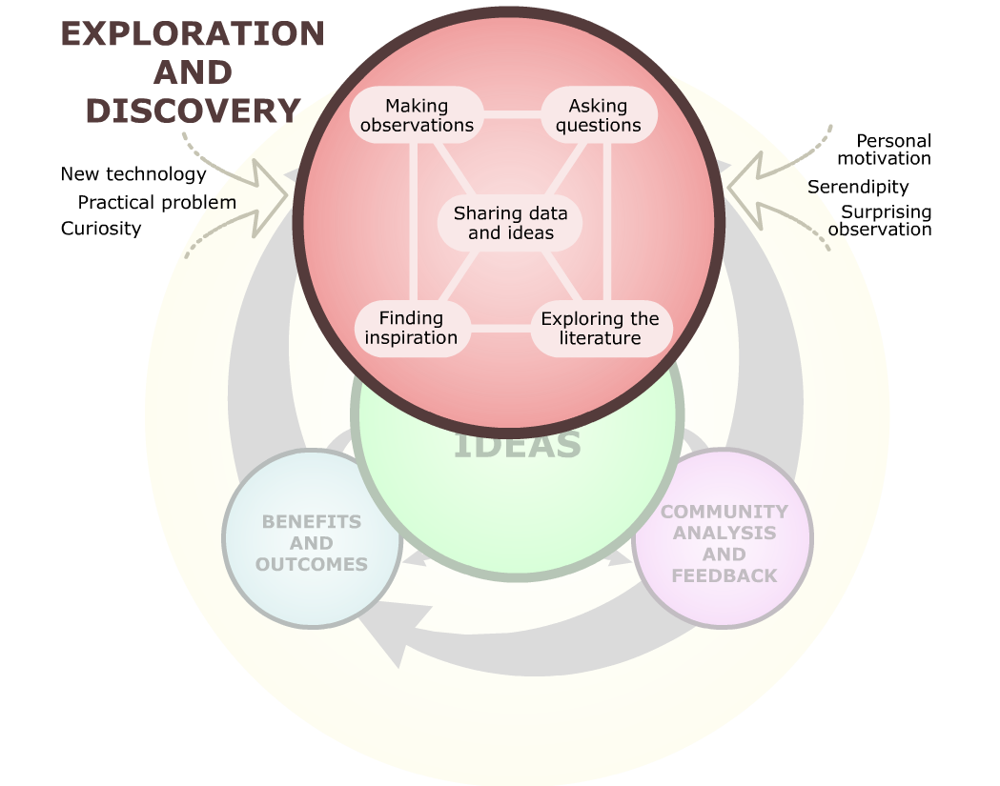 EXPLORATION
AND
DISCOVERY
New technology
Practical problem
Curiosity
Making
observations
Asking
questions
Sharing data
and ideas
Finding
inspiration
Exploring the
literature
Personal
motivation
Serendipity
Surprising
observation
IDEAS
BENEFITS
AND
OUTCOMES
COMMUNITY
ANALYSIS
AND
FEEDBACK